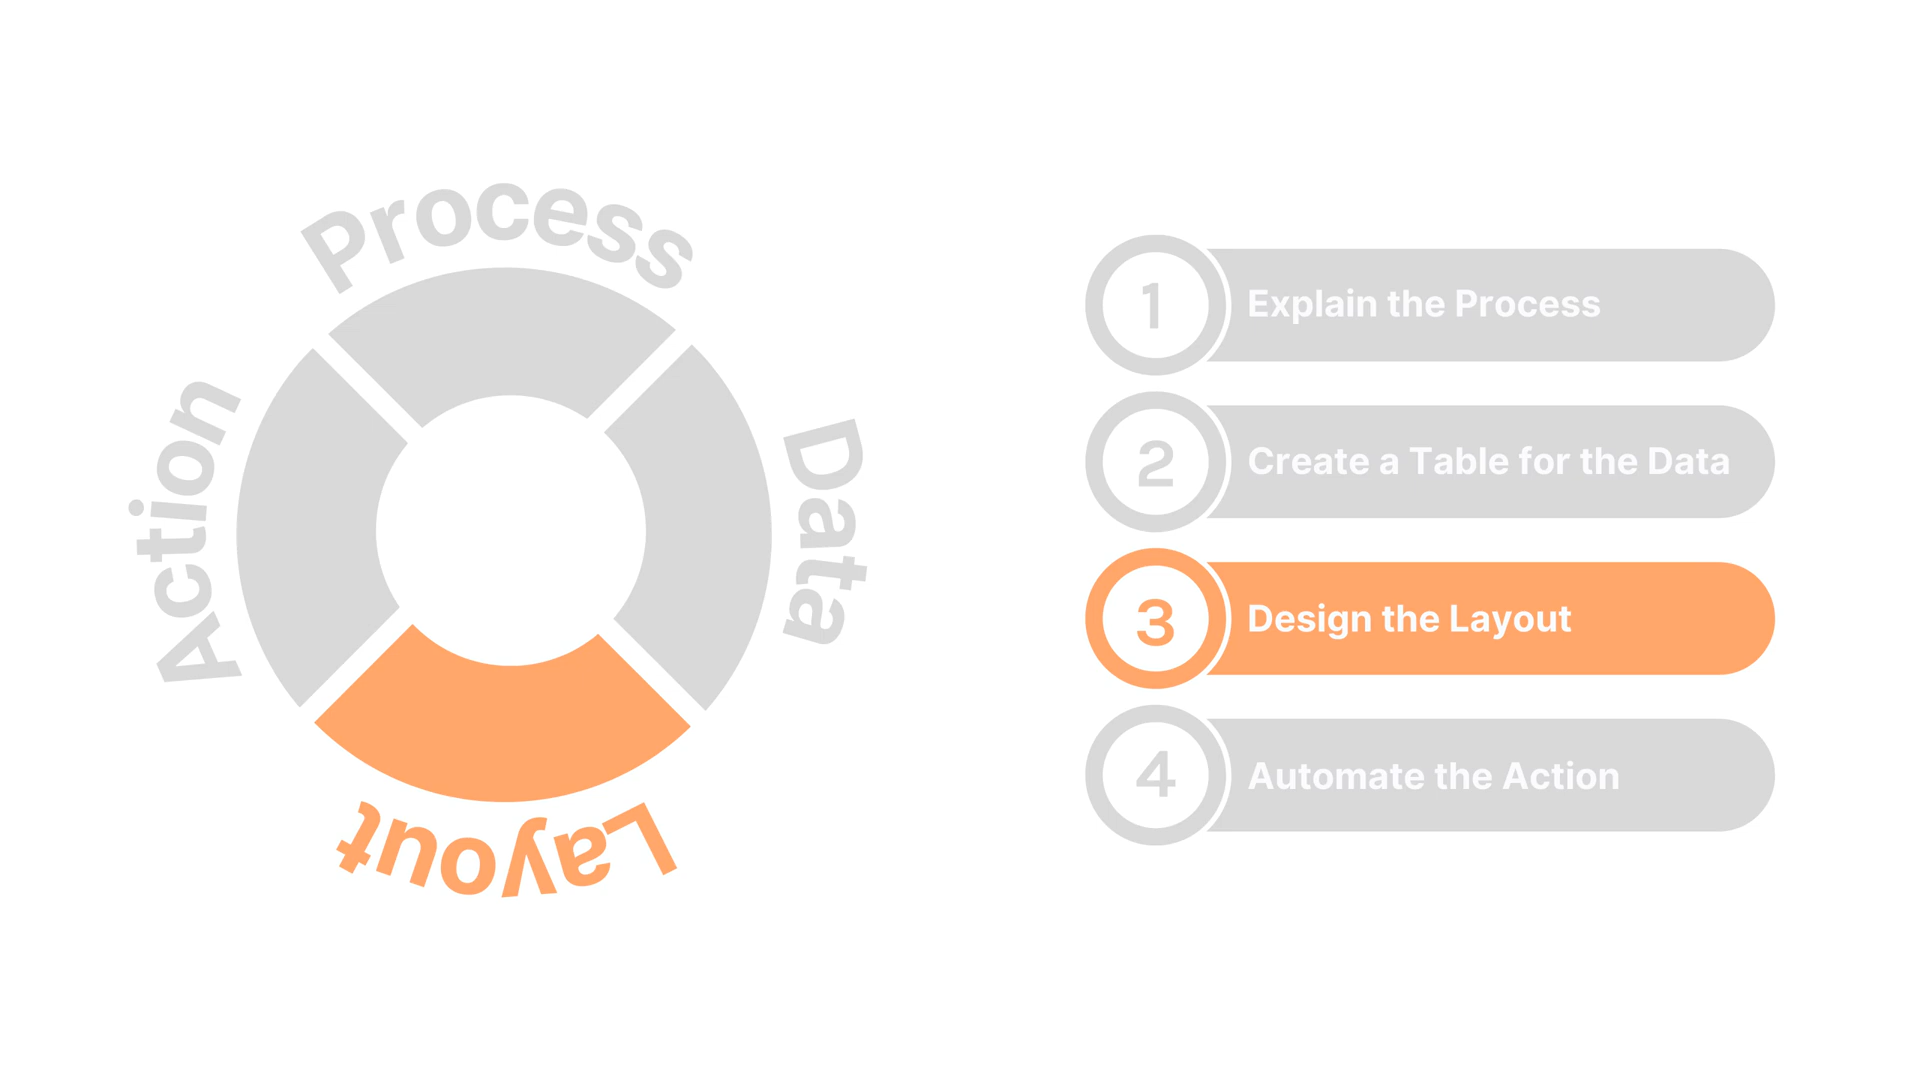 Process
Data
Layout
Action
1 Explain the Process
2 Create a Table for the Data
3 Design the Layout
4 Automate the Action